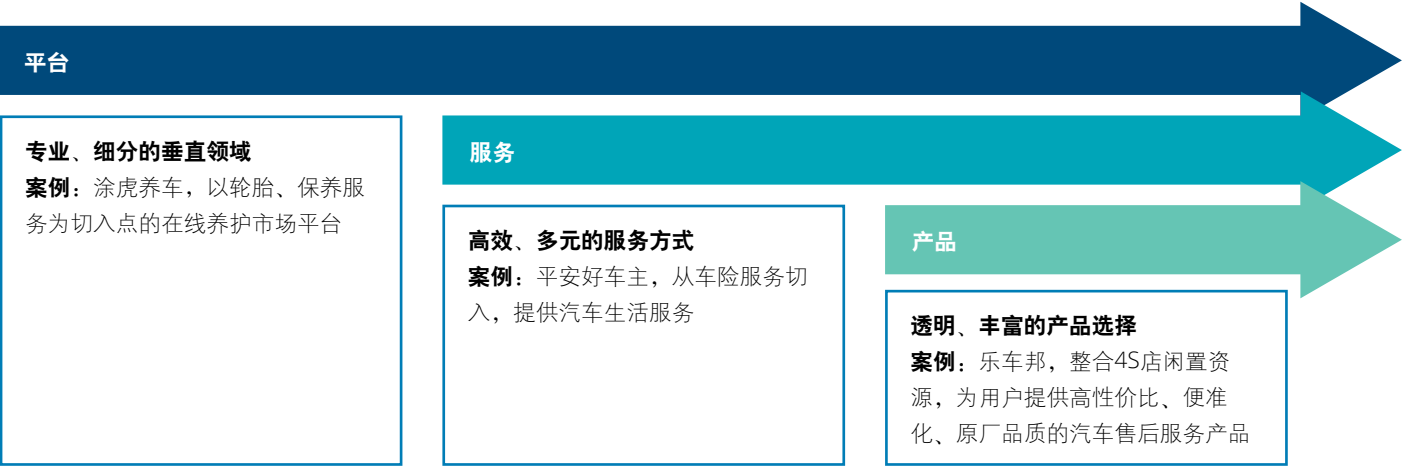 平台
专业、细分的垂直领域
案例：涂虎养车，以轮胎、保养服
务为切入点的在线养护市场平台
服务
高效、多元的服务方式
案例：平安好车主，从车险服务切
入，提供汽车生活服务
产品
透明、丰富的产品选择
案例：乐车邦，整合4S店闲置资
源，为用户提供高性价比、便准
化、原厂品质的汽车售后服务产品